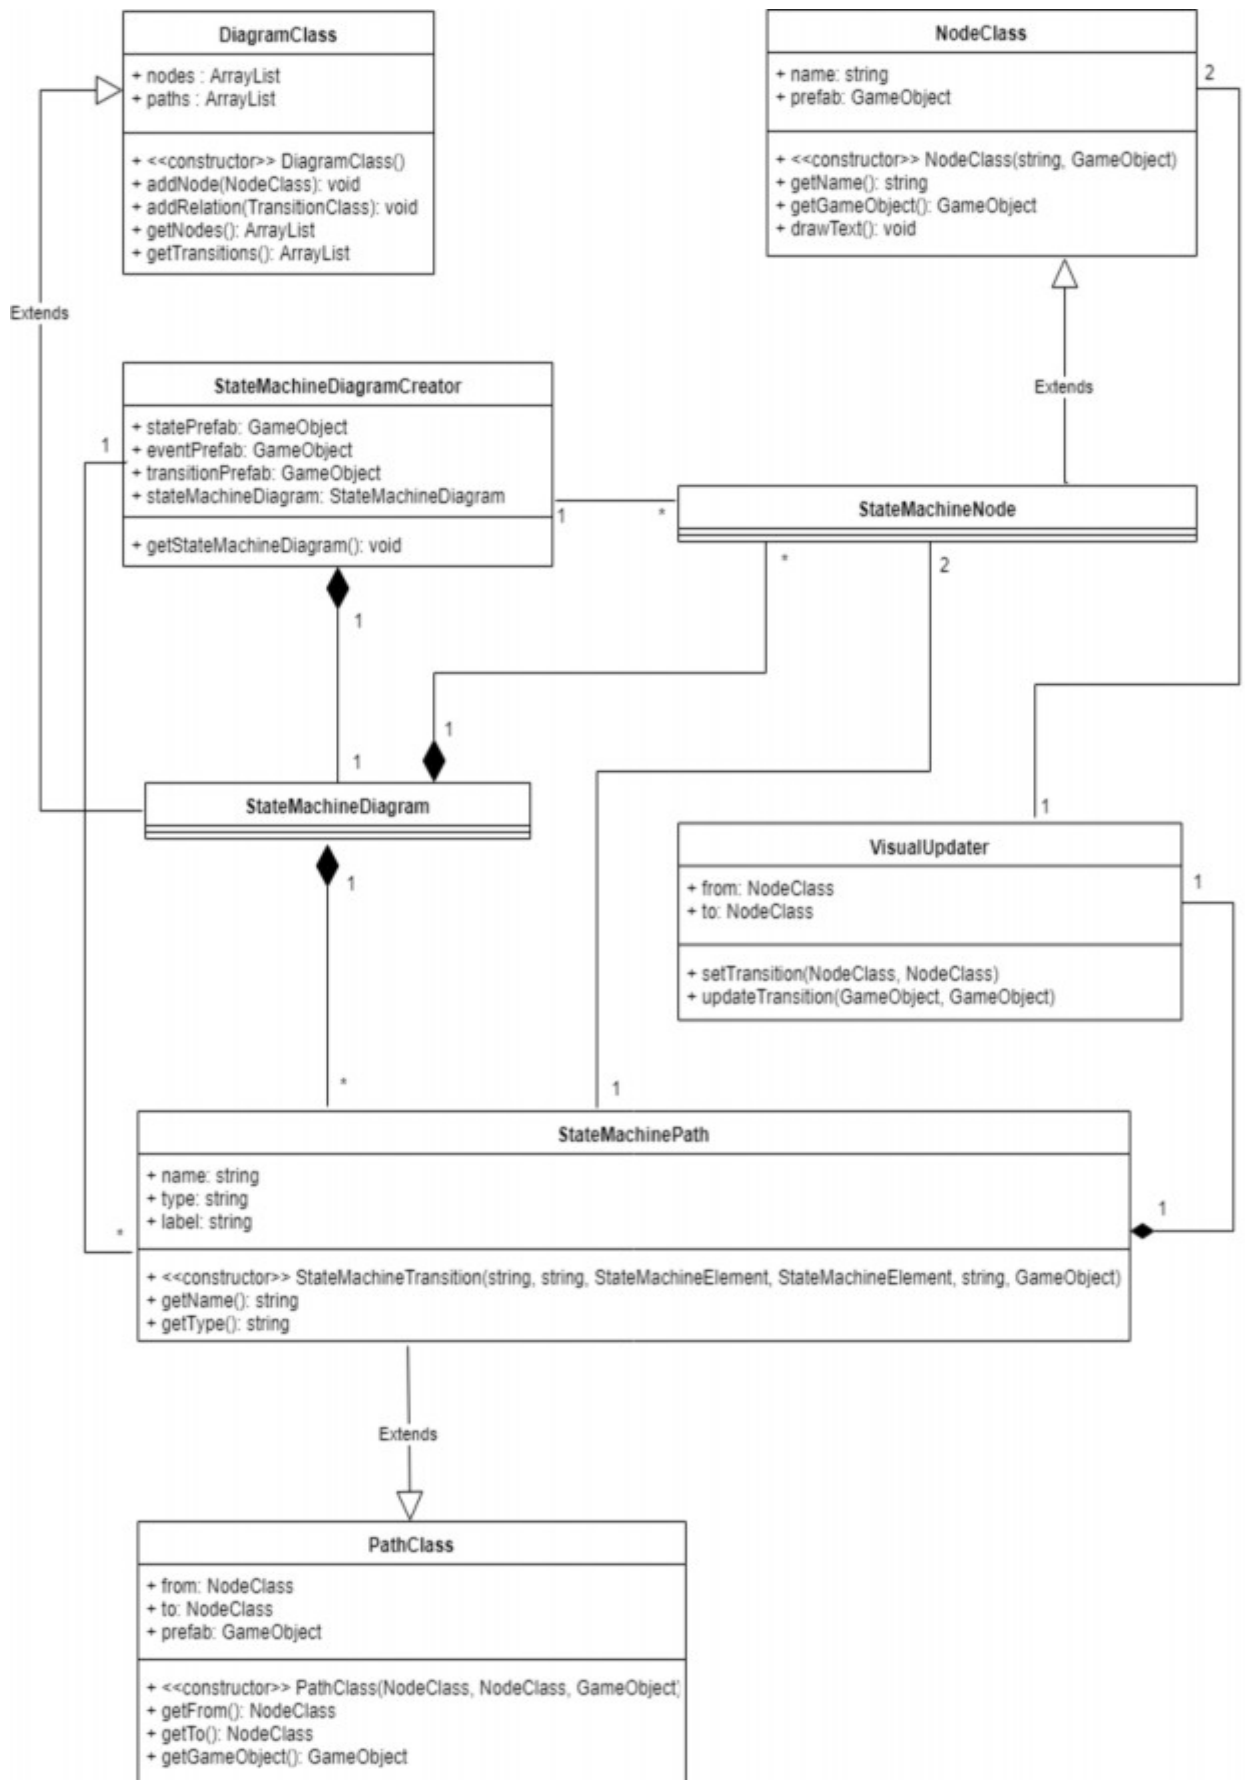 DiagramClass
+ nodes : ArrayList
+ paths : ArrayList
+ <<constructor>> DiagramClass()
+ addNode(NodeClass): void
+ addRelation(TransitionClass): void
+ getNodes(): ArrayList
+ getTransitions(): ArrayList
NodeClass
+ name: string
+ prefab: GameObject
+ <<constructor>> NodeClass(string, GameObject)
+ getName(): string
+ getGameObject(): GameObject
+ drawText(): void
2
Extends
Extends
StateMachineDiagramCreator
+ statePrefab: GameObject
+ eventPrefab: GameObject
+ transitionPrefab: GameObject
+ stateMachineDiagram: StateMachineDiagram
+ getStateMachineDiagram(): void
1
1
*
StateMachineNode
*
2
1
1
1
StateMachineDiagram
1
1
VisualUpdater
+ from: NodeClass
+ to: NodeClass
+ setTransition(NodeClass, NodeClass)
+ updateTransition(GameObject, GameObject)
1
*
1
StateMachinePath
+ name: string
+ type: string
+ label: string
+ <<constructor>> StateMachineTransition(string, string, StateMachineElement, StateMachineElement, string, GameObject)
+ getName(): string
+ getType(): string
*
1
Extends
PathClass
+ from: NodeClass
+ to: NodeClass
+ prefab: GameObject
+ <<constructor>> PathClass(NodeClass, NodeClass, GameObject)
+ getFrom(): NodeClass
+ getTo(): NodeClass
+ getGameObject(): GameObject